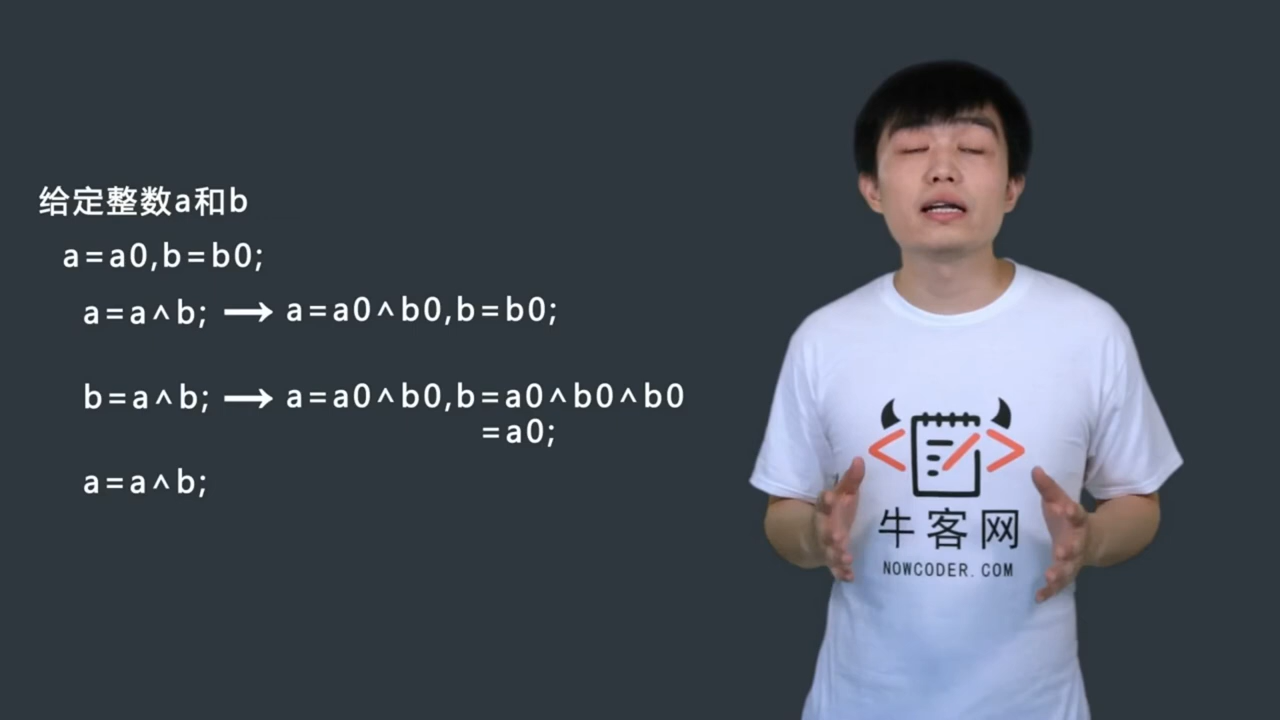 给定整数a和b
a=a0,b=b0;
a=a^b; → a=a0^b0,b=b0;
b=a^b; → a=a0^b0,b=a0^b0^b0
=a0;
a=a^b;
牛客网
NOWCODER.COM